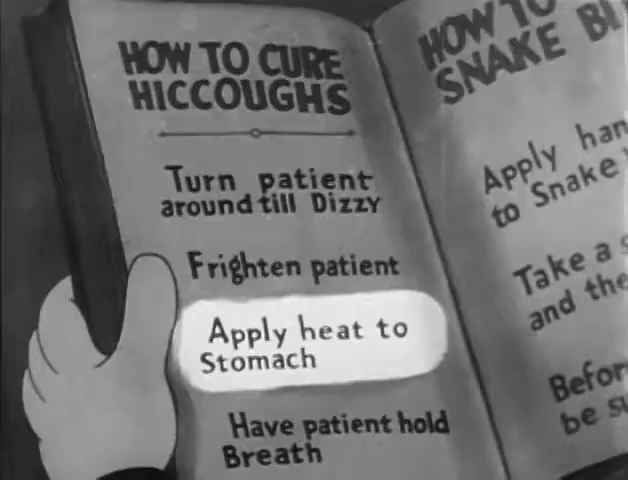 HOW TO CURE
HICCOUGHS
Turn patient
around till Dizzy
Frighten patient
Apply heat to
Stomach
Have patient hold
Breath
HOW TO
SNAKE
Apply
to Snake
Take a
and the
be